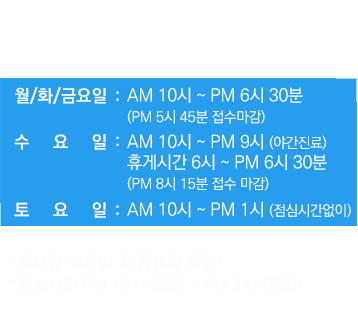 월/화/금요일 : AM 10시 ~ PM 6시 30분
(PM 5시 45분 접수마감)
수 요 일 : AM 10시 ~ PM 9시 (야간진료)
휴게시간 6시 ~ PM 6시 30분
(PM 8시 15분 접수 마감)
토 요 일 : AM 10시 ~ PM 1시 (점심시간없이)